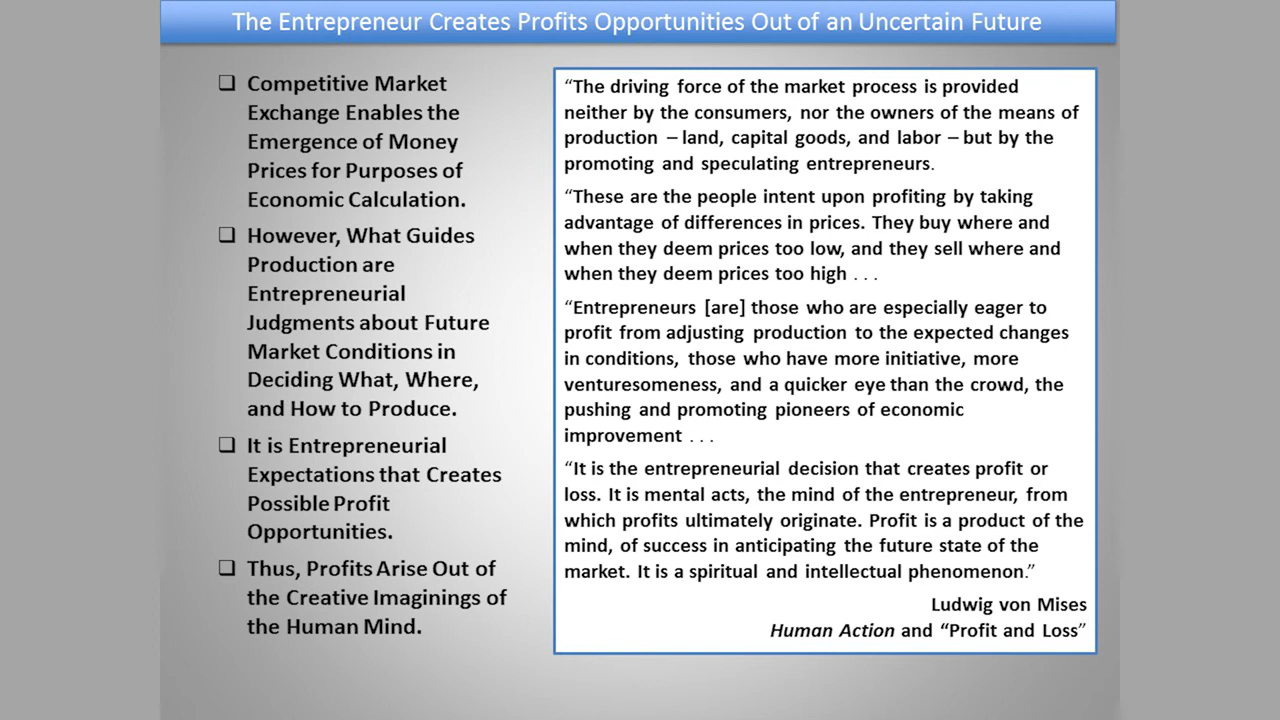 The Entrepreneur Creates Profits Opportunities Out of an Uncertain Future
❑ Competitive Market
Exchange Enables the
Emergence of Money
Prices for Purposes of
Economic Calculation.
❑ However, What Guides
Production are
Entrepreneurial
Judgments about Future
Market Conditions in
Deciding What, Where,
and How to Produce.
❑ It is Entrepreneurial
Expectations that Creates
Possible Profit
Opportunities.
❑ Thus, Profits Arise Out of
the Creative Imaginings of
the Human Mind.
“The driving force of the market process is provided
neither by the consumers, nor the owners of the means of
production – land, capital goods, and labor – but by the
promoting and speculating entrepreneurs.
“These are the people intent upon profiting by taking
advantage of differences in prices. They buy where and
when they deem prices too low, and they sell where and
when they deem prices too high . . .
“Entrepreneurs [are] those who are especially eager to
profit from adjusting production to the expected changes
in conditions, those who have more initiative, more
venturesomeness, and a quicker eye than the crowd, the
pushing and promoting pioneers of economic
improvement . . .
“It is the entrepreneurial decision that creates profit or
loss. It is mental acts, the mind of the entrepreneur, from
which profits ultimately originate. Profit is a product of the
mind, of success in anticipating the future state of the
market. It is a spiritual and intellectual phenomenon.”
Ludwig von Mises
Human Action and “Profit and Loss”